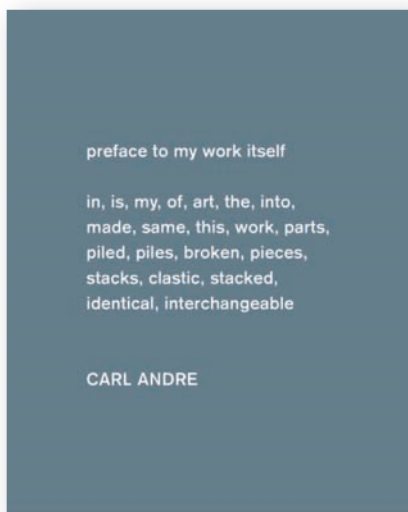 preface to my work itself
in, is, my, of, art, the, into,
made, same, this, work, parts,
piled, piles, broken, pieces,
stacks, clastic, stacked,
identical, interchangeable
CARL ANDRE